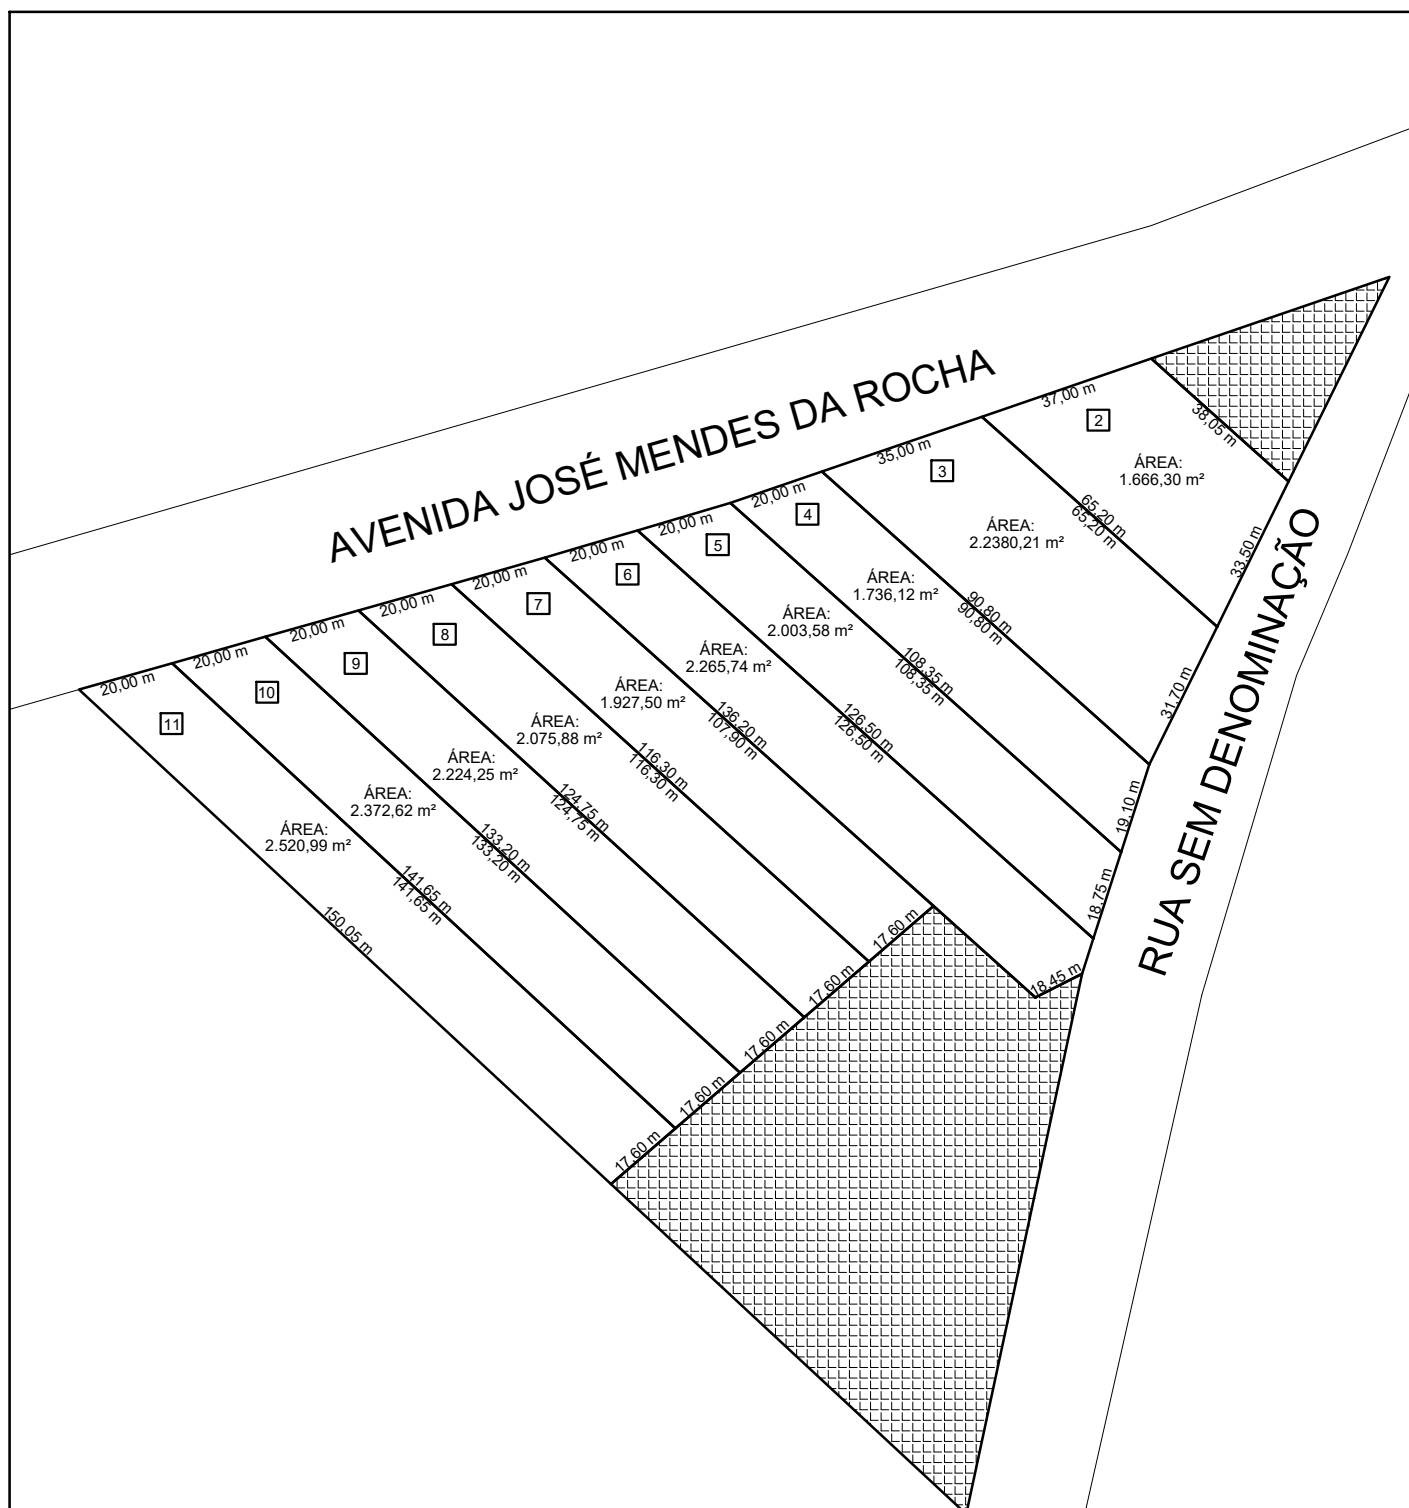 AVENIDA JOSÉ MENDES DA ROCHA
RUA SEM DENOMINAÇÃO
37,00 m
2
38,05 m
ÁREA:
1.666,30 m²
33,50 m
65,20 m
65,20 m
35,00 m
3
ÁREA:
2.2380,21 m²
31,70 m
90,80 m
90,80 m
20,00 m
4
ÁREA:
1.736,12 m²
19,10 m
108,35 m
108,35 m
20,00 m
5
ÁREA:
2.003,58 m²
18,75 m
126,50 m
126,50 m
20,00 m
6
ÁREA:
2.265,74 m²
18,45 m
136,20 m
107,90 m
20,00 m
7
ÁREA:
1.927,50 m²
17,60 m
116,30 m
116,30 m
20,00 m
8
ÁREA:
2.075,88 m²
17,60 m
124,75 m
124,75 m
20,00 m
9
ÁREA:
2.224,25 m²
17,60 m
133,20 m
133,20 m
20,00 m
10
ÁREA:
2.372,62 m²
17,60 m
141,65 m
141,65 m
20,00 m
11
ÁREA:
2.520,99 m²
17,60 m
150,05 m